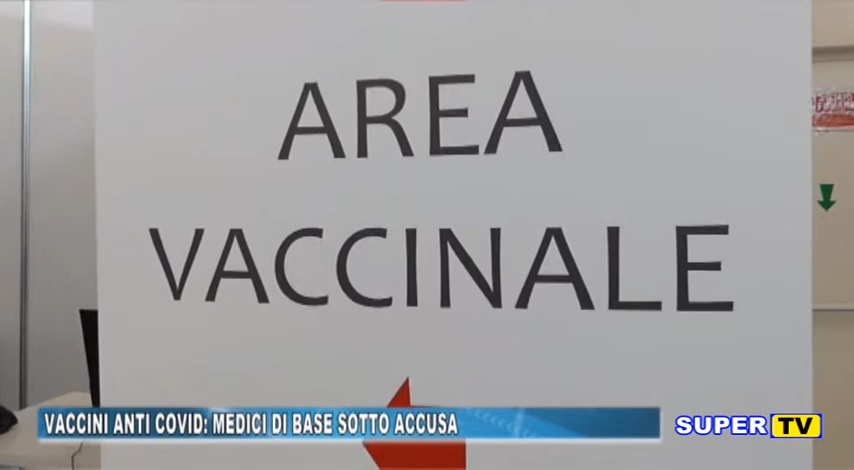 AREA
VACCINALE
VACCINI ANTI COVID: MEDICI DI BASE SOTTO ACCUSA
SUPER TV